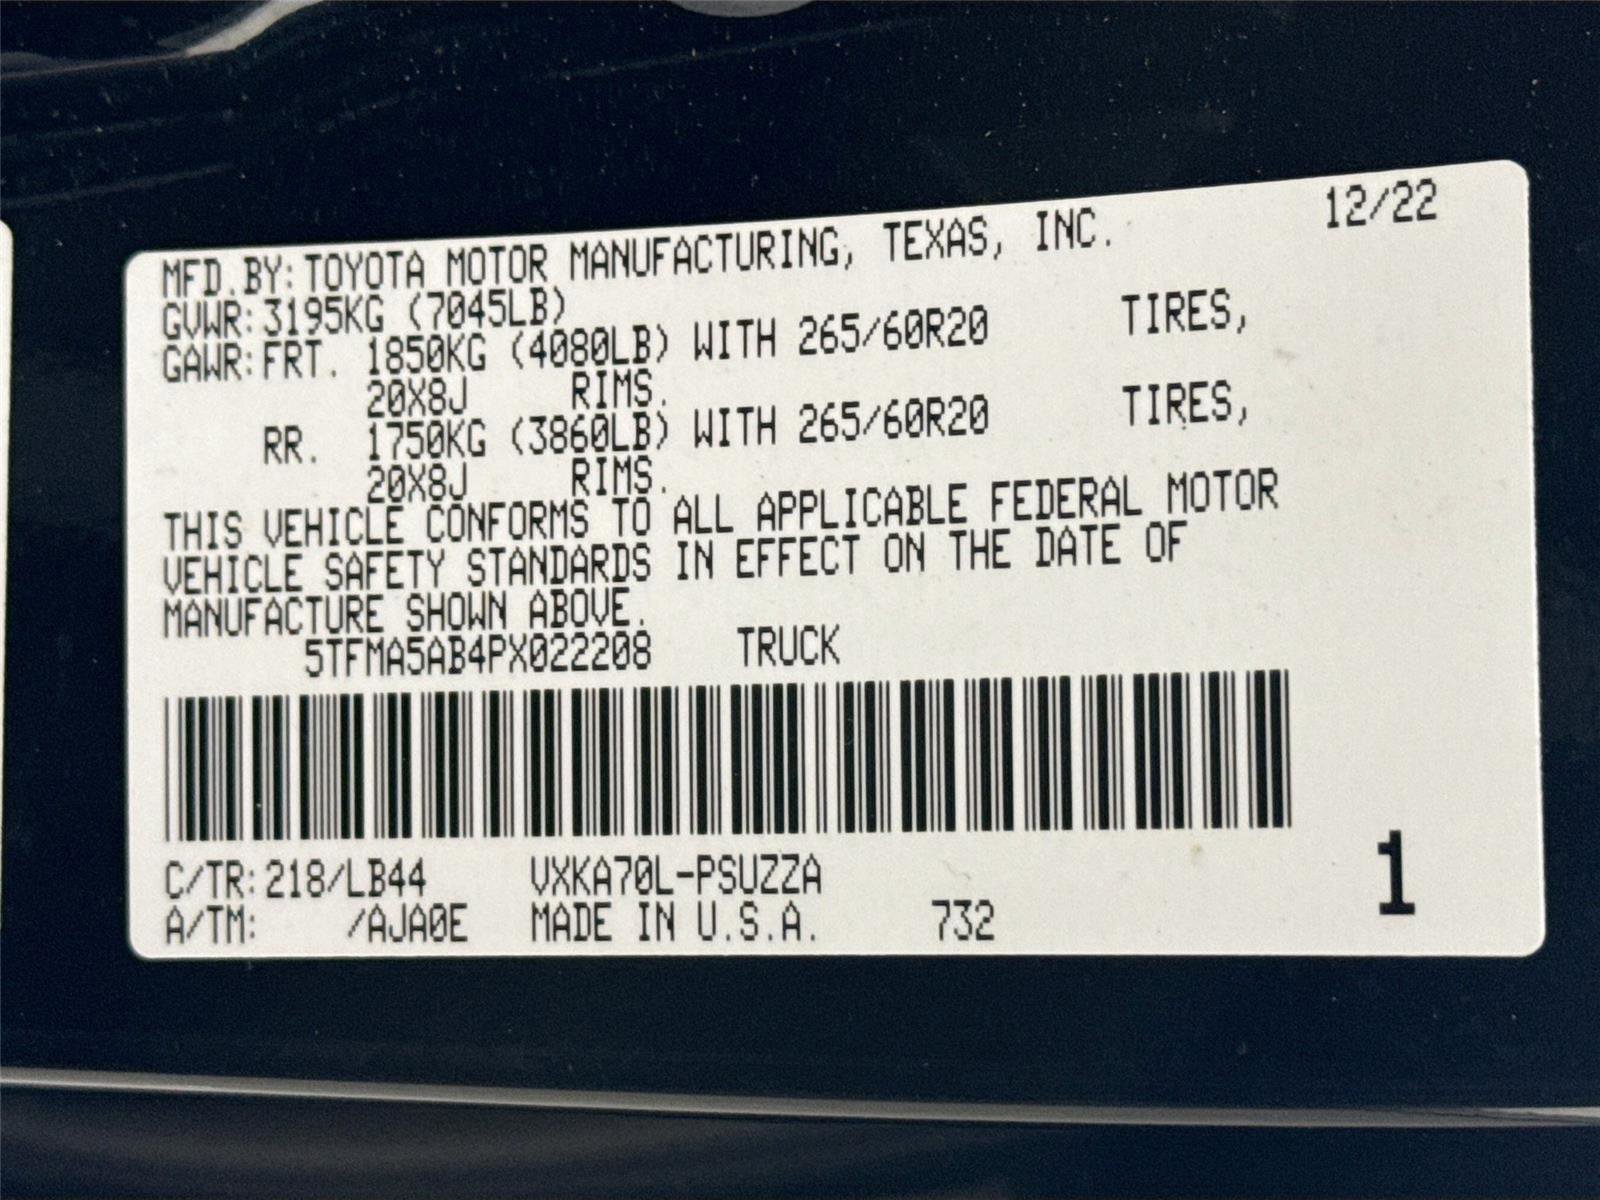 MFD.BY:TOYOTA MOTOR MANUFACTURING, TEXAS, INC. 12/22
GVWR:3195KG (7045LB)
GAWR:FRT. 1850KG (4080LB) WITH 265/60R20 TIRES,
20X8J RIMS.
RR. 1750KG (3860LB) WITH 265/60R20 TIRES,
20X8J RIMS.
THIS VEHICLE CONFORMS TO ALL APPLICABLE FEDERAL MOTOR
VEHICLE SAFETY STANDARDS IN EFFECT ON THE DATE OF
MANUFACTURE SHOWN ABOVE.
5TFMA5AB4PX022208 TRUCK
C/TR:218/LB44 VXKA70L-PSUZZA
A/TM: /AJA0E MADE IN U.S.A. 732
1